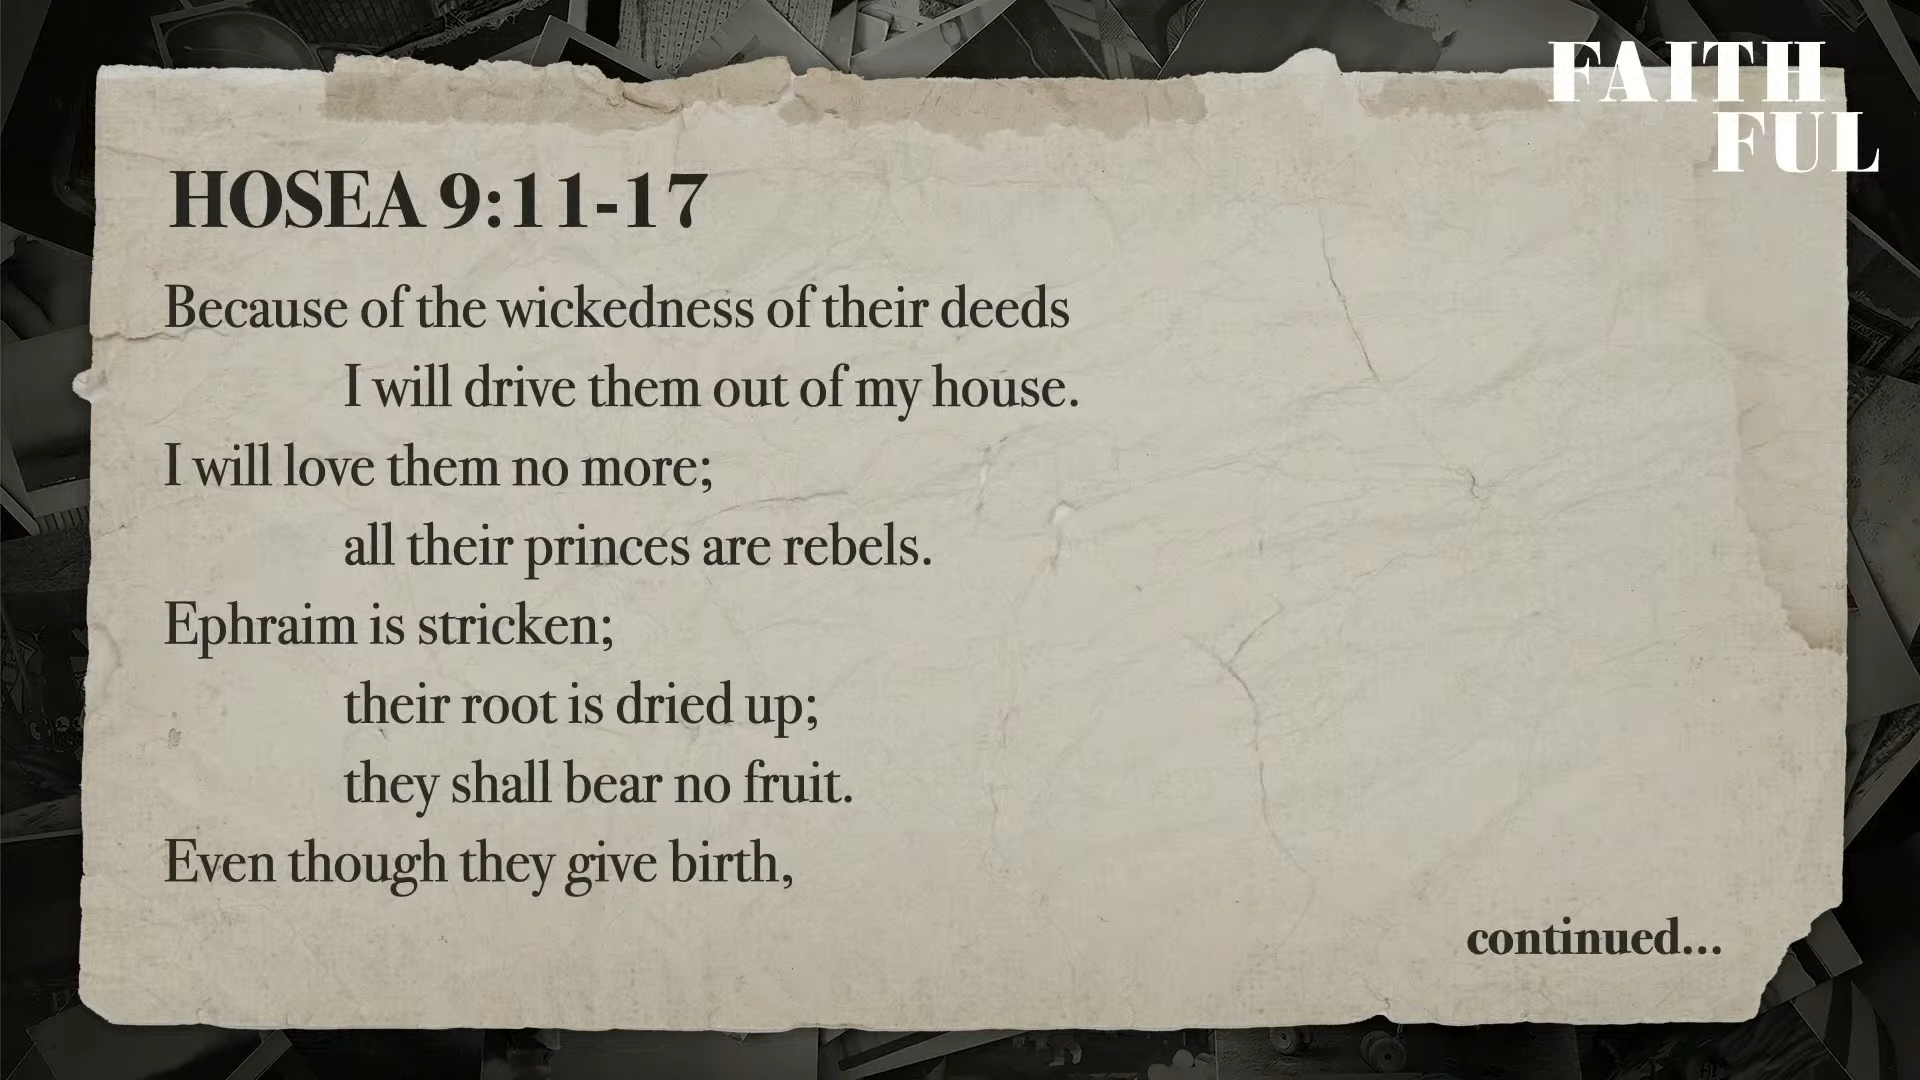 FAITH
FUL
HOSEA 9:11-17
Because of the wickedness of their deeds
I will drive them out of my house.
I will love them no more;
all their princes are rebels.
Ephraim is stricken;
their root is dried up;
they shall bear no fruit.
Even though they give birth,
continued...